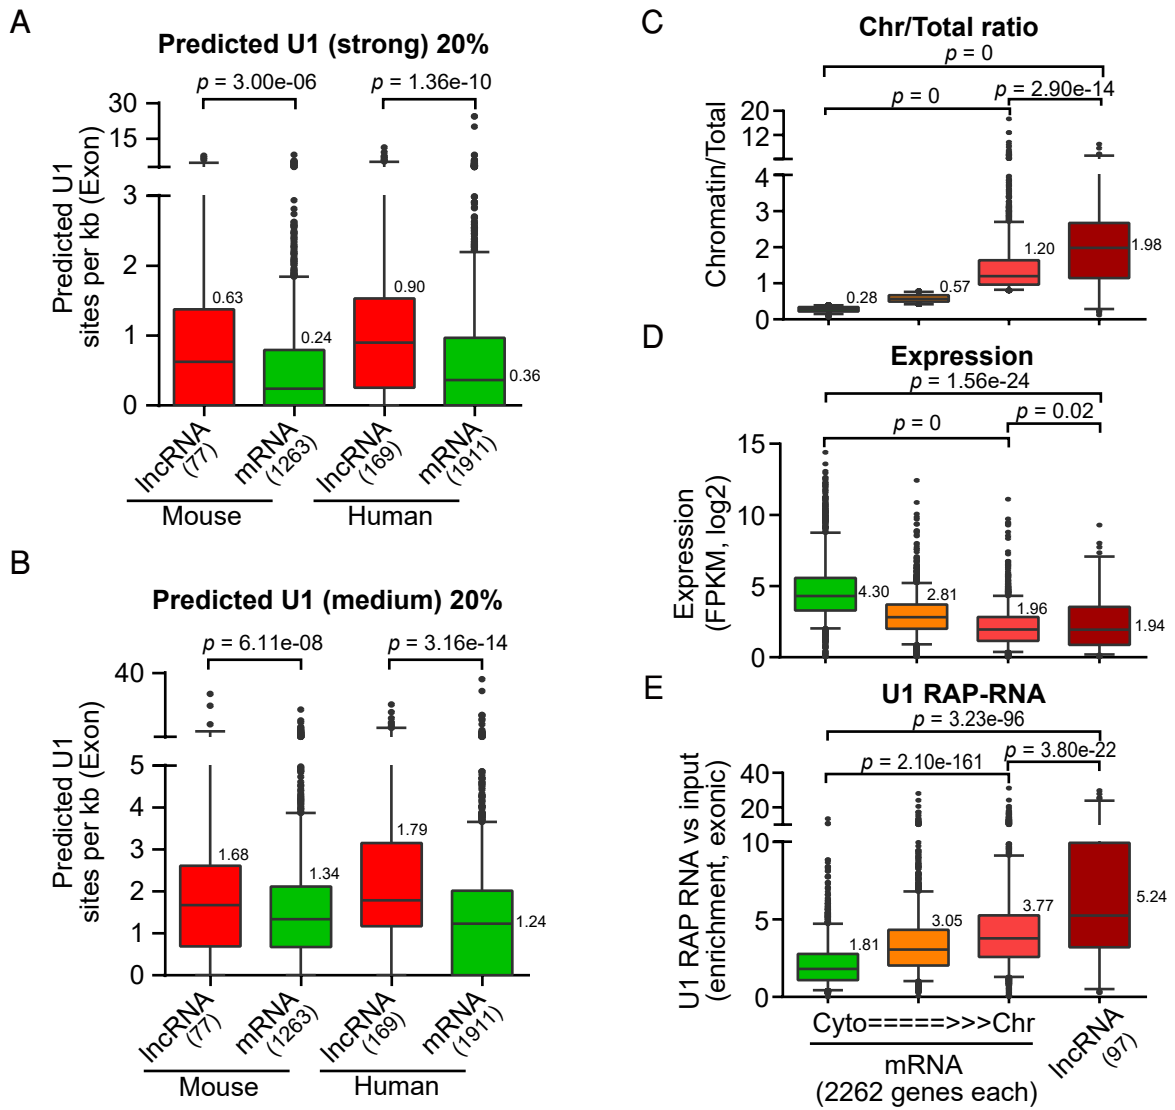 A
Predicted U1 (strong) 20%
p = 3.00e-06
p = 1.36e-10
Predicted U1
sites per kb (Exon)
30
15
3
2
1
0
0.63
0.24
0.90
0.36
lncRNA
(77)
mRNA
(1263)
lncRNA
(169)
mRNA
(1911)
Mouse
Human
B
Predicted U1 (medium) 20%
p = 6.11e-08
p = 3.16e-14
Predicted U1
sites per kb (Exon)
40
5
4
3
2
1
0
1.68
1.34
1.79
1.24
lncRNA
(77)
mRNA
(1263)
lncRNA
(169)
mRNA
(1911)
Mouse
Human
C
Chr/Total ratio
p = 0
p = 0
p = 2.90e-14
Chromatin/Total
20
12
4
3
2
1
0
0.28
0.57
1.20
1.98
D
Expression
p = 1.56e-24
p = 0
p = 0.02
Expression
(FPKM, log2)
15
10
5
0
4.30
2.81
1.96
1.94
E
U1 RAP-RNA
p = 3.23e-96
p = 2.10e-161
p = 3.80e-22
U1 RAP RNA vs input
(enrichment, exonic)
40
20
10
5
0
1.81
3.05
3.77
5.24
Cyto=====>>>Chr
mRNA
(2262 genes each)
lncRNA
(97)